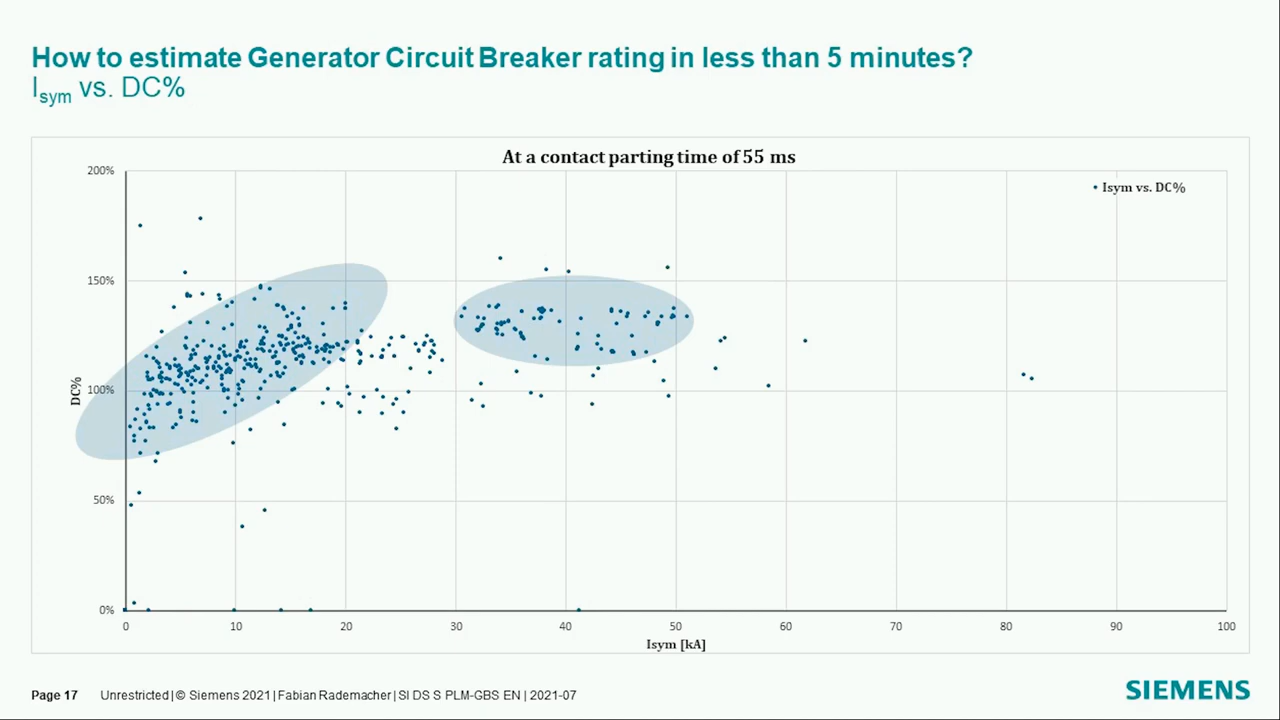 How to estimate Generator Circuit Breaker rating in less than 5 minutes?
Isym vs. DC%
At a contact parting time of 55 ms
200%
Isym vs. DC%
150%
DC%
100%
50%
0%
0 10 20 30 40 50 60 70 80 90 100
Isym [kA]
Page 17 Unrestricted | © Siemens 2021 | Fabian Rademacher | SI DS S PLM-GBS EN | 2021-07
SIEMENS